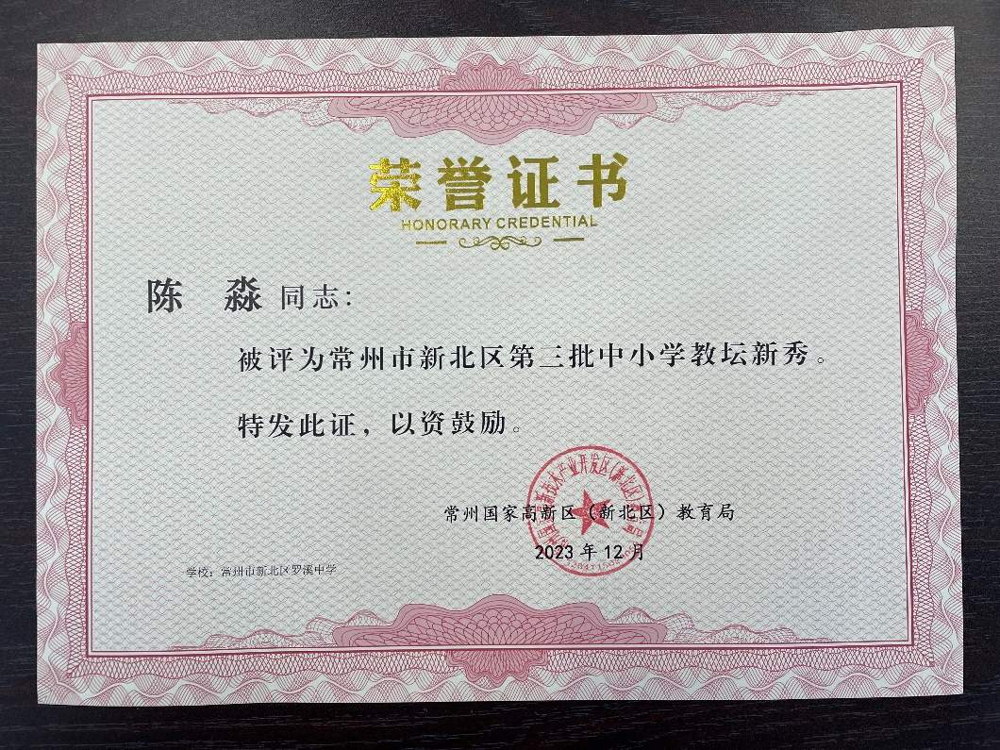 荣誉证书
HONORARY CREDENTIAL
陈 淼 同志：
被评为常州市新北区第三批中小学教坛新秀。
特发此证，以资鼓励。
常州国家高新区（新北区）教育局
2023 年 12 月
学校：常州市新北区罗溪中学